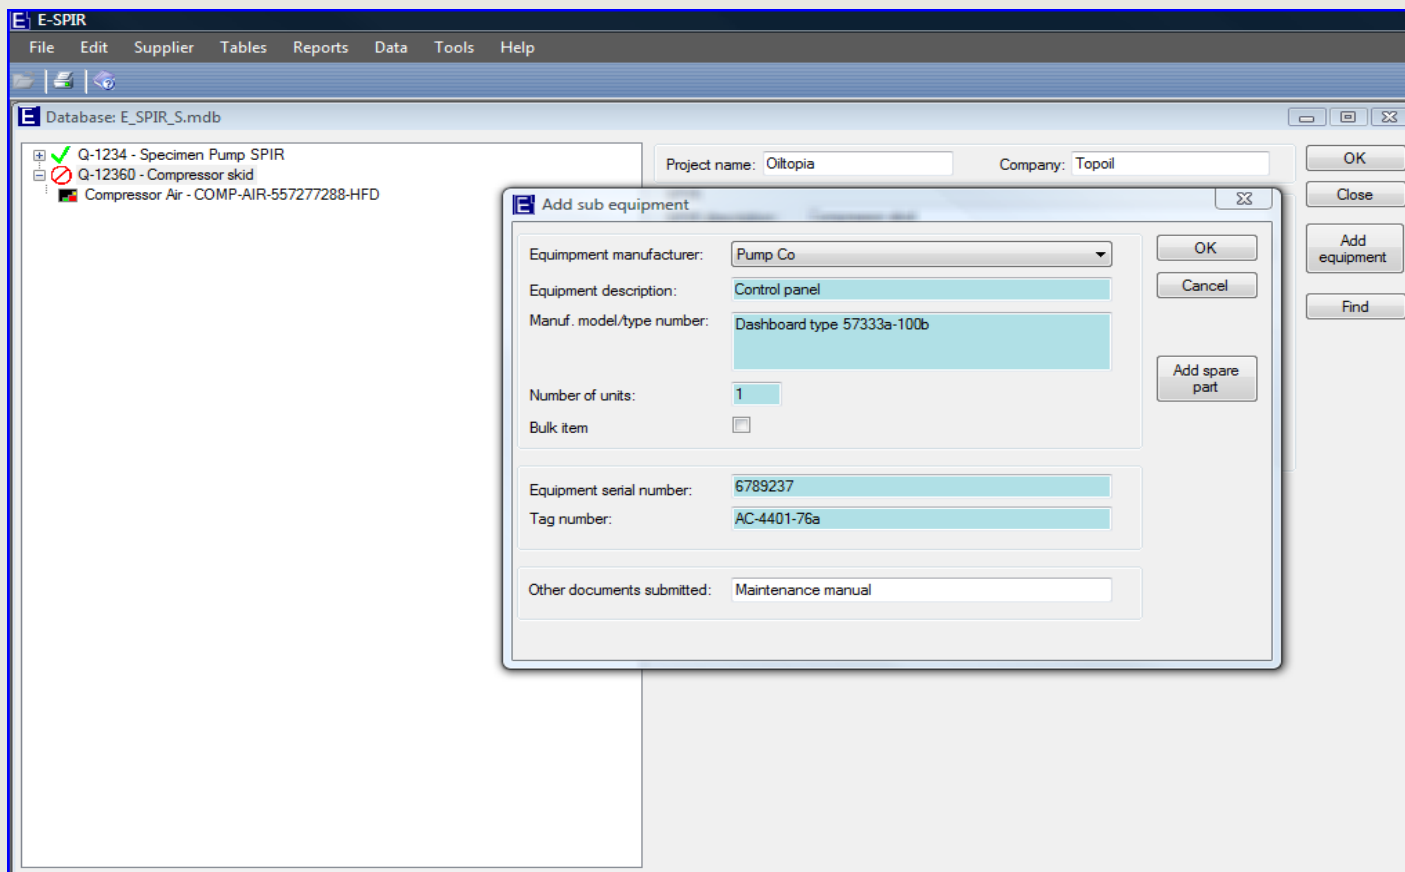 E-SPIR
File Edit Supplier Tables Reports Data Tools Help
Database: E_SPIR_S.mdb
Q-1234 - Specimen Pump SPIR
Q-12360 - Compressor skid
Compressor Air - COMP-AIR-557277288-HFD
Project name: Oiltopia Company: Topoil
OK
Close
Add
equipment
Find
Add sub equipment
Equimpment manufacturer: Pump Co
Equipment description: Control panel
Manuf. model/type number: Dashboard type 57333a-100b
Number of units: 1
Bulk item
Equipment serial number: 6789237
Tag number: AC-4401-76a
Other documents submitted: Maintenance manual
OK
Cancel
Add spare
part